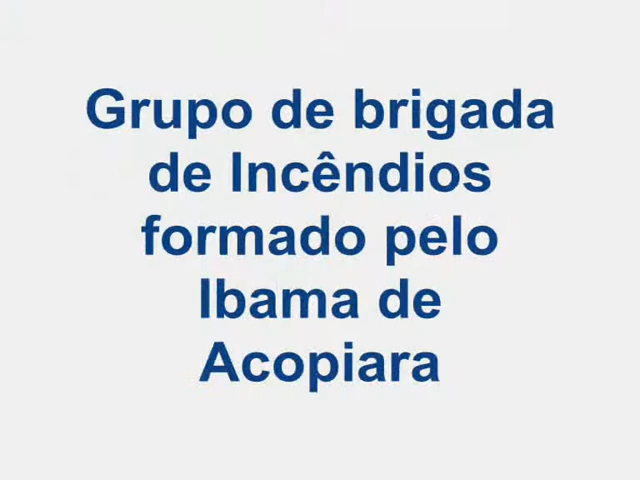 Grupo de brigada
de Incêndios
formado pelo
Ibama de
Acopiara